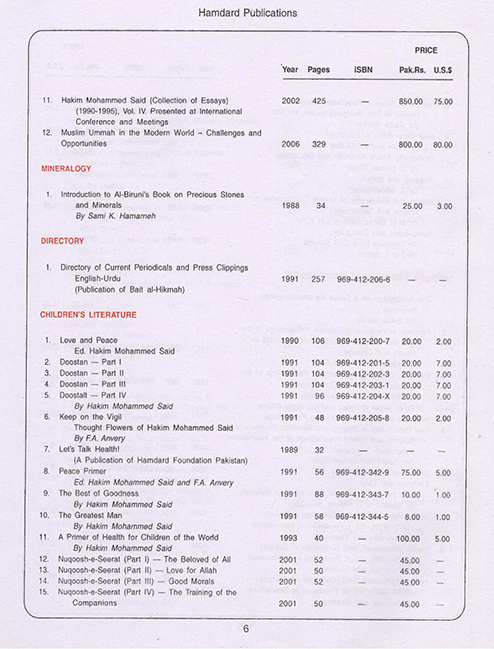 Hamdard Publications
PRICE
Year Pages ISBN Pak.Rs. U.S.$
11. Hakim Mohammed Said (Collection of Essays) 2002 425 — 850.00 75.00
(1990-1995), Vol. IV. Presented at International
Conference and Meetings
12. Muslim Ummah in the Modern World – Challenges and
Opportunities 2006 329 — 800.00 80.00
MINERALOGY
1. Introduction to Al-Biruni's Book on Precious Stones
and Minerals 1988 34 — 25.00 3.00
By Sami K. Hamarneh
DIRECTORY
1. Directory of Current Periodicals and Press Clippings
English-Urdu 1991 257 969-412-206-6 — —
(Publication of Bait al-Hikmah)
CHILDREN'S LITERATURE
1. Love and Peace 1990 106 969-412-200-7 20.00 2.00
Ed. Hakim Mohammed Said
2. Doostan — Part I 1991 104 969-412-201-5 20.00 7.00
3. Doostan — Part II 1991 104 969-412-202-3 20.00 7.00
4. Doostan — Part III 1991 104 969-412-203-1 20.00 7.00
5. Doostalt — Part IV 1991 96 969-412-204-X 20.00 7.00
By Hakim Mohammed Said
6. Keep on the Vigil 1991 48 969-412-205-8 20.00 2.00
Thought Flowers of Hakim Mohammed Said
By F.A. Anvery
7. Let's Talk Health! 1989 32 — — —
(A Publication of Hamdard Foundation Pakistan)
8. Peace Primer 1991 56 969-412-342-9 75.00 5.00
Ed. Hakim Mohammed Said and F.A. Anvery
9. The Best of Goodness 1991 88 969-412-343-7 10.00 1.00
By Hakim Mohammed Said
10. The Greatest Man 1991 58 969-412-344-5 8.00 1.00
By Hakim Mohammed Said
11. A Primer of Health for Children of the World 1993 40 — 100.00 5.00
By Hakim Mohammed Said
12. Nuqoosh-e-Seerat (Part I) — The Beloved of All 2001 52 45.00 —
13. Nuqoosh-e-Seerat (Part II) — Love for Allah 2001 50 45.00 —
14. Nuqoosh-e-Seerat (Part III) — Good Morals 2001 52 45.00 —
15. Nuqoosh-e-Seerat (Part IV) — The Training of the
Companions 2001 50 45.00 —
6